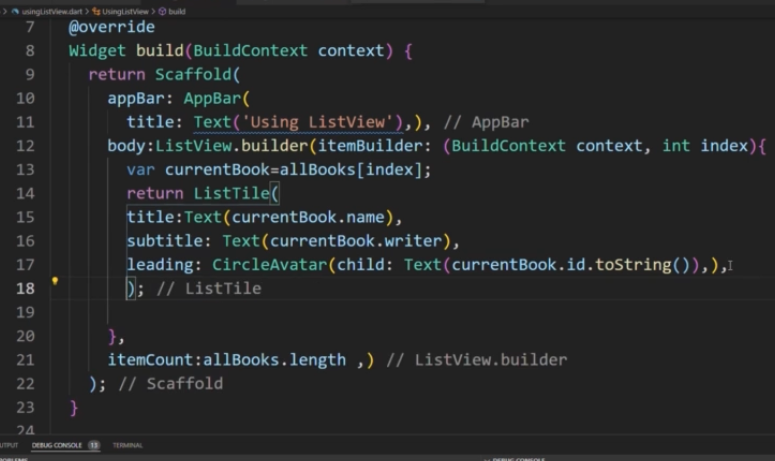 usingListView.dart > UsingListView > build
7 @override
8 Widget build(BuildContext context) {
9 return Scaffold(
10 appBar: AppBar(
11 title: Text('Using ListView'),), // AppBar
12 body:ListView.builder(itemBuilder: (BuildContext context, int index){
13 var currentBook=allBooks[index];
14 return ListTile(
15 title:Text(currentBook.name),
16 subtitle: Text(currentBook.writer),
17 leading: CircleAvatar(child: Text(currentBook.id.toString()),),
18 ); // ListTile
19
20 },
21 itemCount:allBooks.length ,) // ListView.builder
22 ); // Scaffold
23 }
24
DEBUG CONSOLE 13 TERMINAL
DEBUG CONSOLE